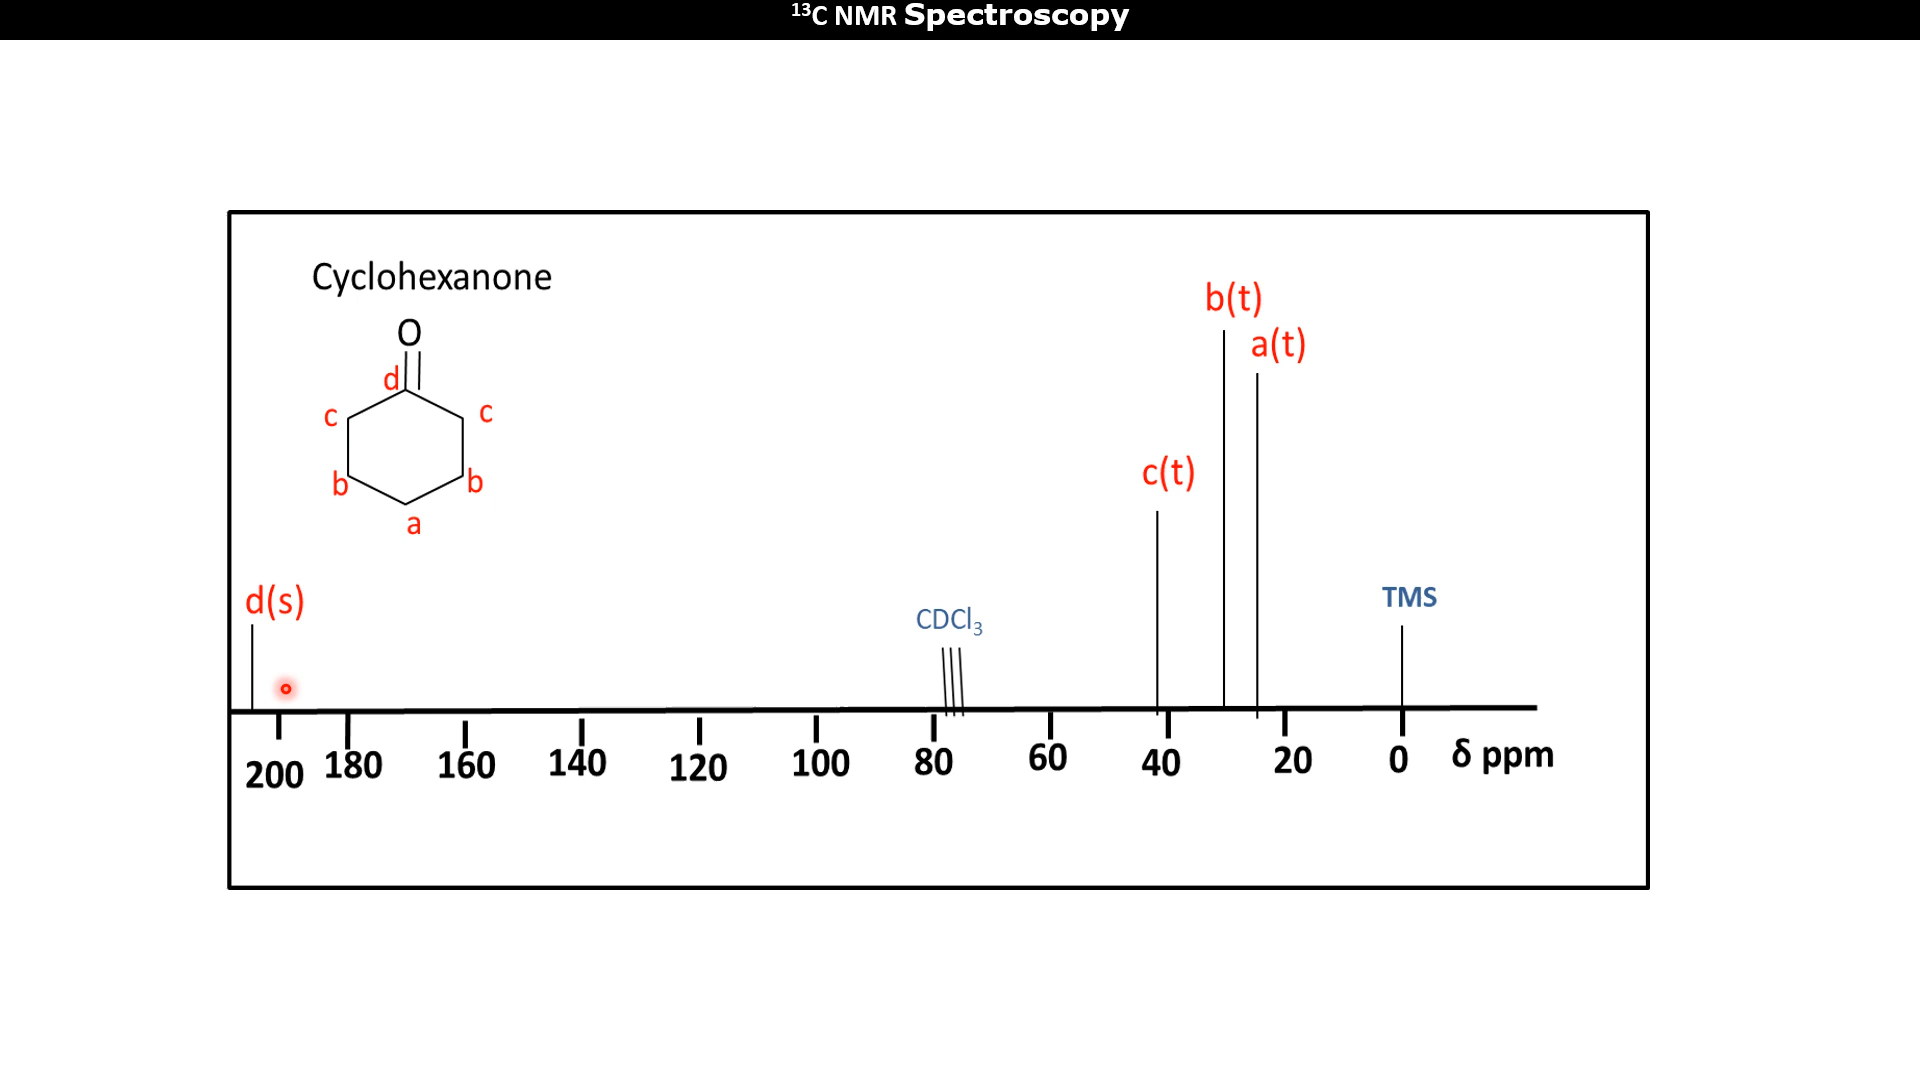 ¹³C NMR Spectroscopy
Cyclohexanone
O
d
c c
b b
a
b(t)
a(t)
c(t)
d(s)
CDCl₃
TMS
200 180 160 140 120 100 80 60 40 20 0 δ ppm